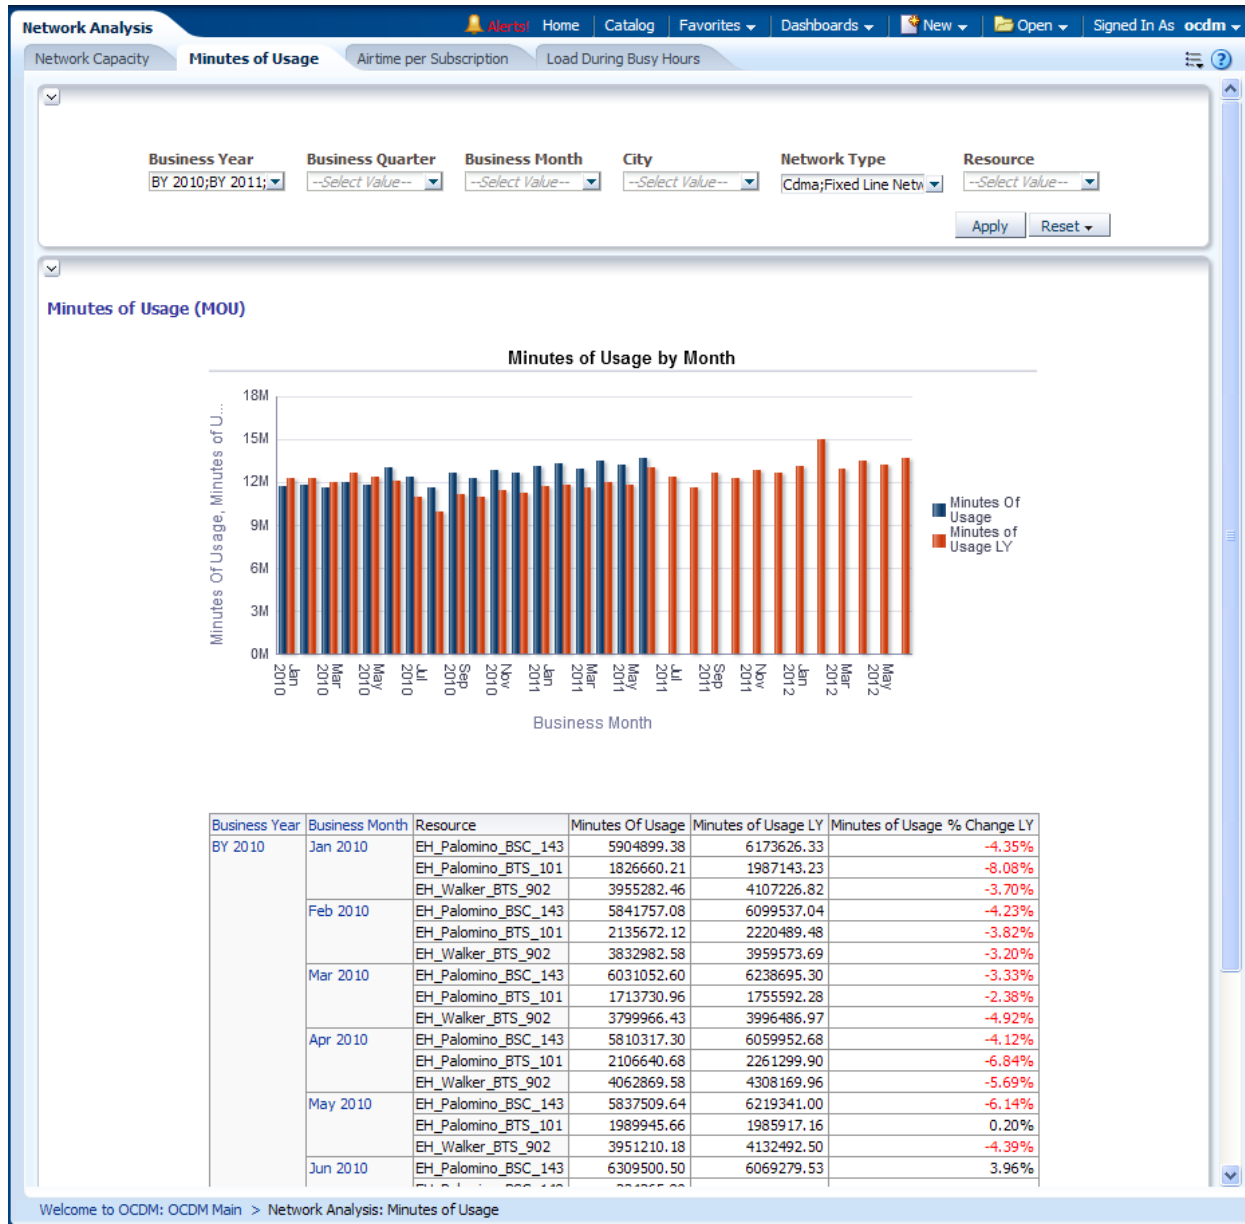 Network Analysis
Alerts! Home Catalog Favorites Dashboards New Open Signed In As ocdm
Network Capacity Minutes of Usage Airtime per Subscription Load During Busy Hours
Business Year Business Quarter Business Month City Network Type Resource
BY 2010;BY 2011; --Select Value-- --Select Value-- --Select Value-- Cdma;Fixed Line Netw --Select Value--
Apply Reset
Minutes of Usage (MOU)
Minutes of Usage by Month
Minutes Of Usage, Minutes of U...
18M
15M
12M
9M
6M
3M
0M
Jan 2010 Mar 2010 May 2010 Jul 2010 Sep 2010 Nov 2010 Jan 2011 Mar 2011 May 2011 Jul 2011 Sep 2011 Nov 2011 Jan 2012 Mar 2012 May 2012
Business Month
Minutes Of
Usage
Minutes of
Usage LY
Business Year Business Month Resource Minutes Of Usage Minutes of Usage LY Minutes of Usage % Change LY
BY 2010 Jan 2010 EH_Palomino_BSC_143 5904899.38 6173626.33 -4.35%
EH_Palomino_BTS_101 1826660.21 1987143.23 -8.08%
EH_Walker_BTS_902 3955282.46 4107226.82 -3.70%
Feb 2010 EH_Palomino_BSC_143 5841757.08 6099537.04 -4.23%
EH_Palomino_BTS_101 2135672.12 2220489.48 -3.82%
EH_Walker_BTS_902 3832982.58 3959573.69 -3.20%
Mar 2010 EH_Palomino_BSC_143 6031052.60 6238695.30 -3.33%
EH_Palomino_BTS_101 1713730.96 1755592.28 -2.38%
EH_Walker_BTS_902 3799966.43 3996486.97 -4.92%
Apr 2010 EH_Palomino_BSC_143 5810317.30 6059952.68 -4.12%
EH_Palomino_BTS_101 2106640.68 2261299.90 -6.84%
EH_Walker_BTS_902 4062869.58 4308169.96 -5.69%
May 2010 EH_Palomino_BSC_143 5837509.64 6219341.00 -6.14%
EH_Palomino_BTS_101 1989945.66 1985917.16 0.20%
EH_Walker_BTS_902 3951210.18 4132492.50 -4.39%
Jun 2010 EH_Palomino_BSC_143 6309500.50 6069279.53 3.96%
Welcome to OCDM: OCDM Main > Network Analysis: Minutes of Usage